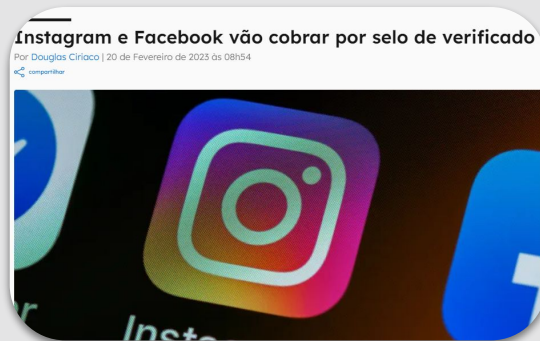 Instagram e Facebook vão cobrar por selo de verificado
Por Douglas Ciriaco | 20 de Fevereiro de 2023 às 08h54
compartilhar